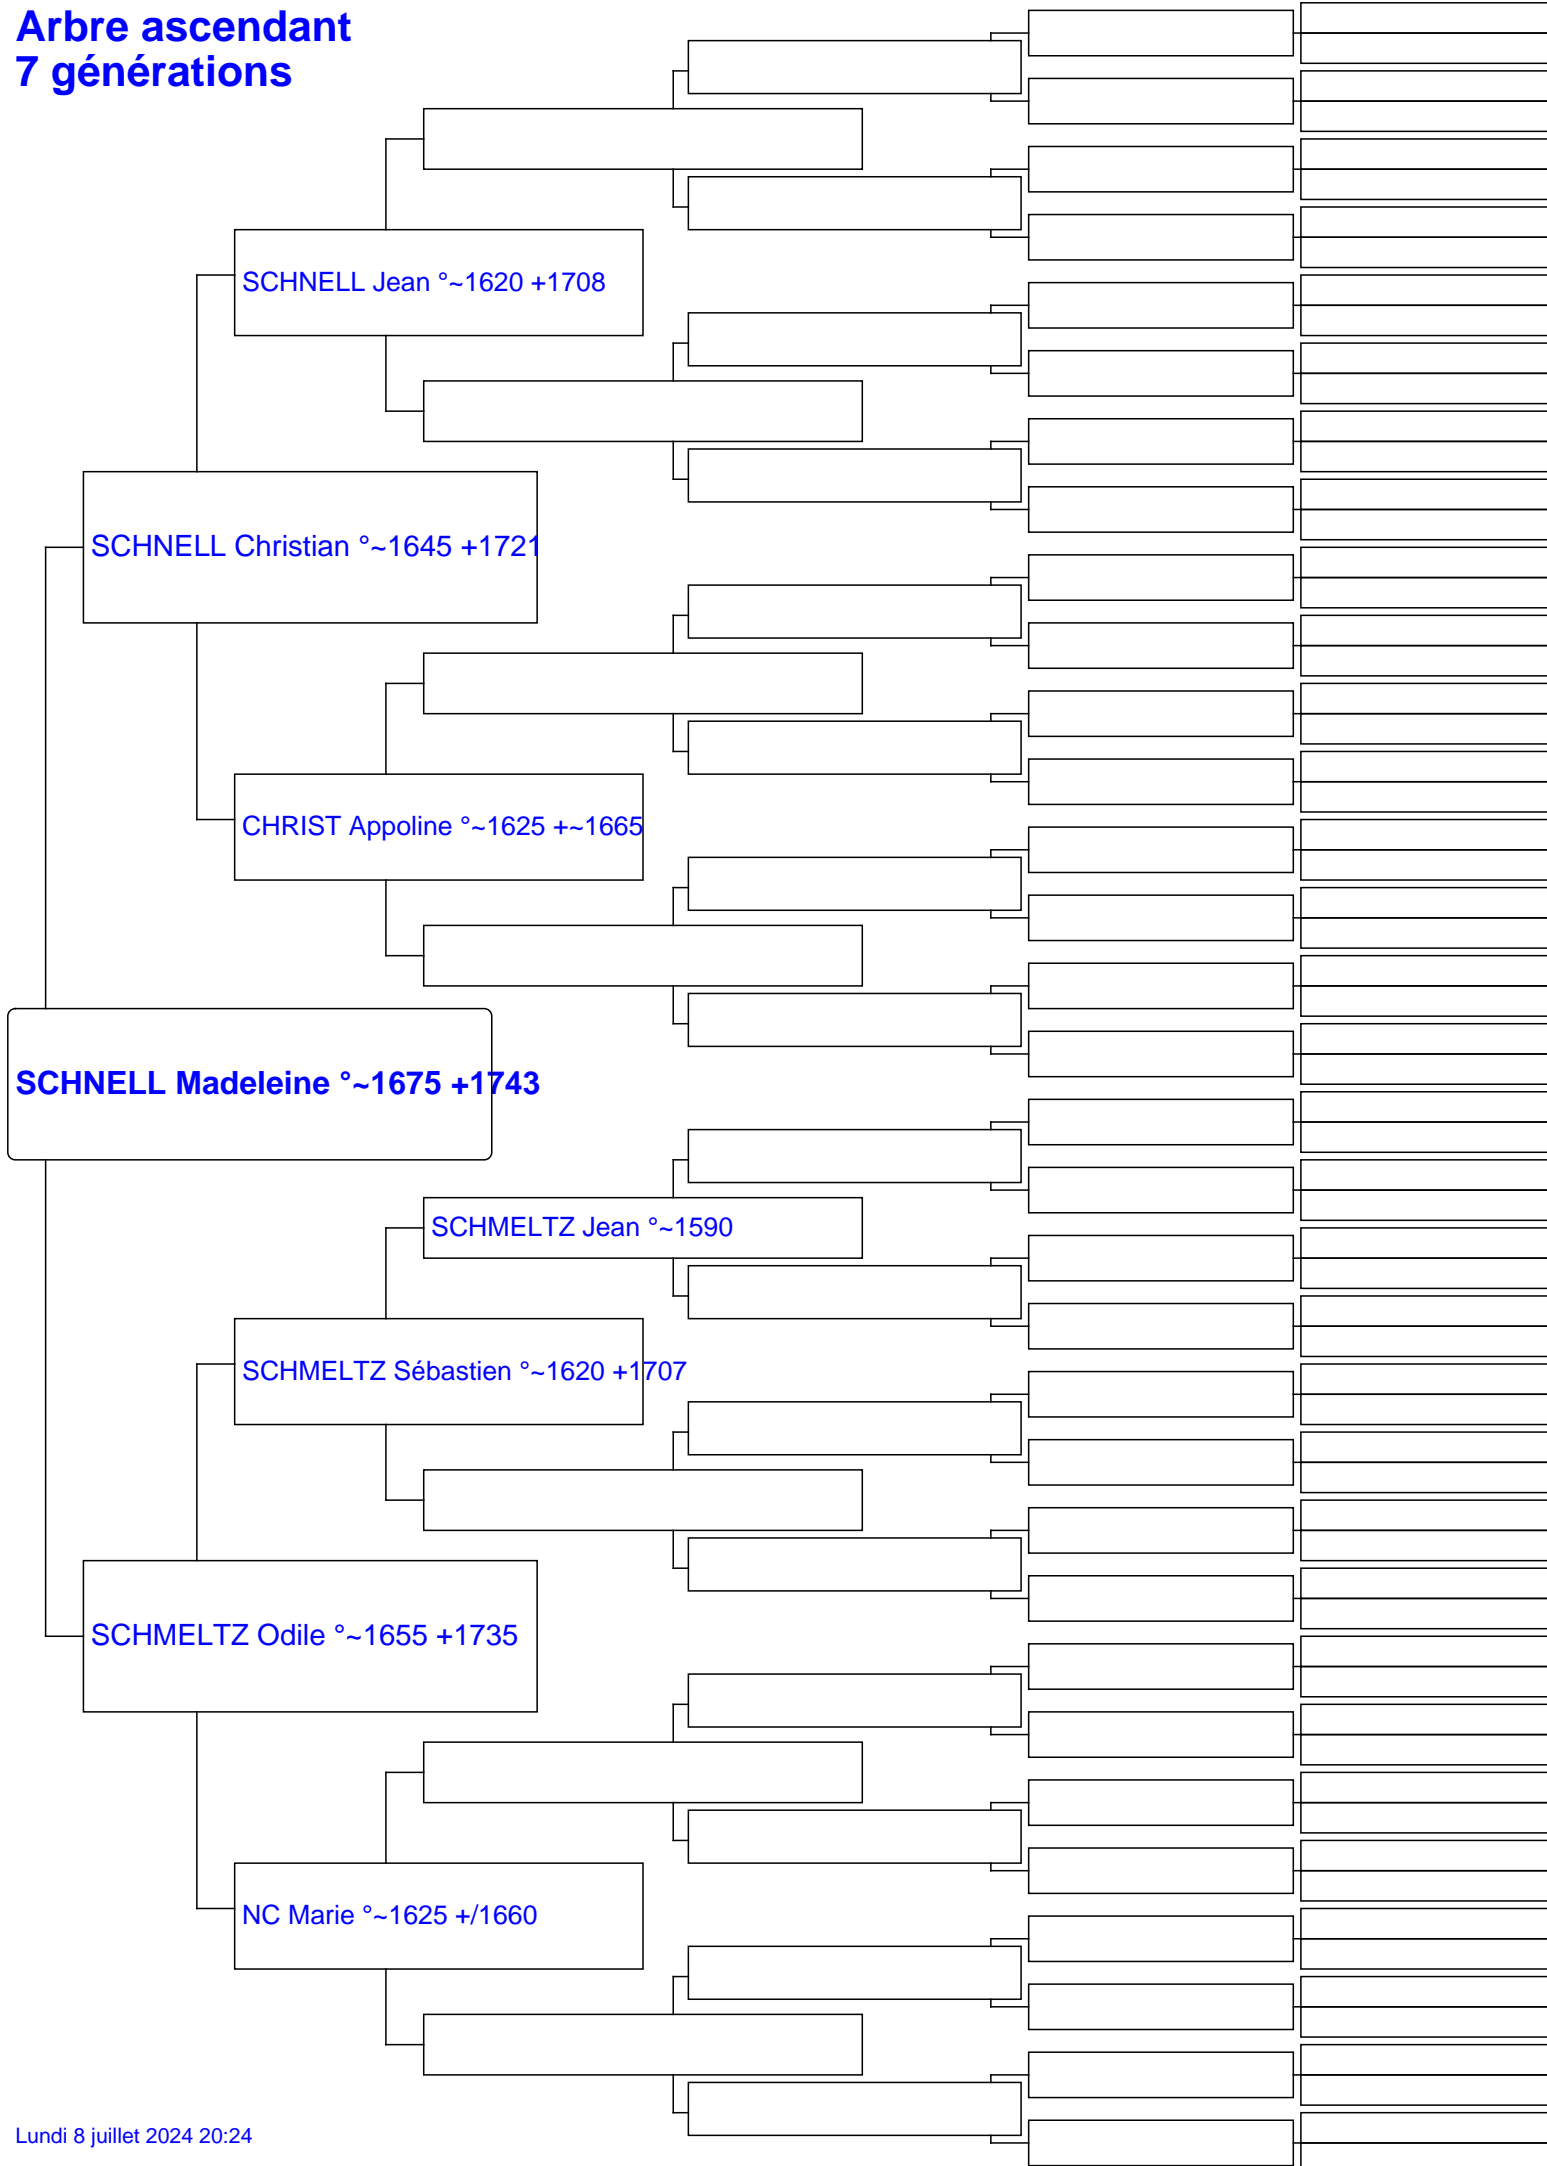 Arbre ascendant
7 générations
SCHNELL Jean °~1620 +1708
SCHNELL Christian °~1645 +1721
CHRIST Appoline °~1625 +~1665
SCHNELL Madeleine °~1675 +1743
SCHMELTZ Jean °~1590
SCHMELTZ Sébastien °~1620 +1707
SCHMELTZ Odile °~1655 +1735
NC Marie °~1625 +/1660
Lundi 8 juillet 2024 20:24